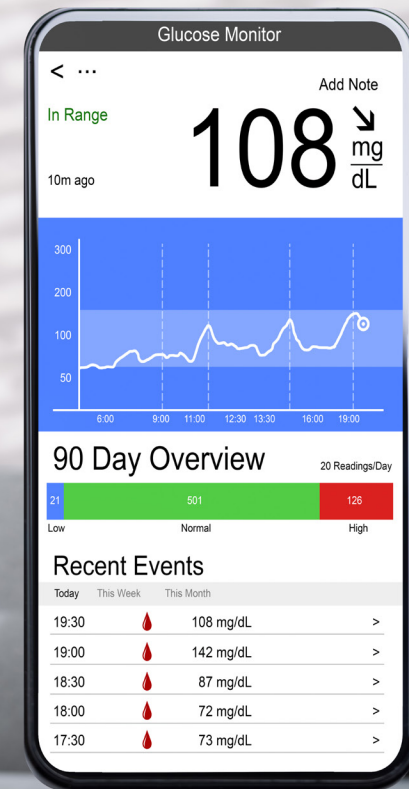 Glucose Monitor
< ...
Add Note
In Range
108 mg/dL
10m ago
300
200
100
50
6:00 9:00 11:00 12:30 13:30 16:00 19:00
90 Day Overview 20 Readings/Day
21 501 126
Low Normal High
Recent Events
Today This Week This Month
19:30 108 mg/dL >
19:00 142 mg/dL >
18:30 87 mg/dL >
18:00 72 mg/dL >
17:30 73 mg/dL >